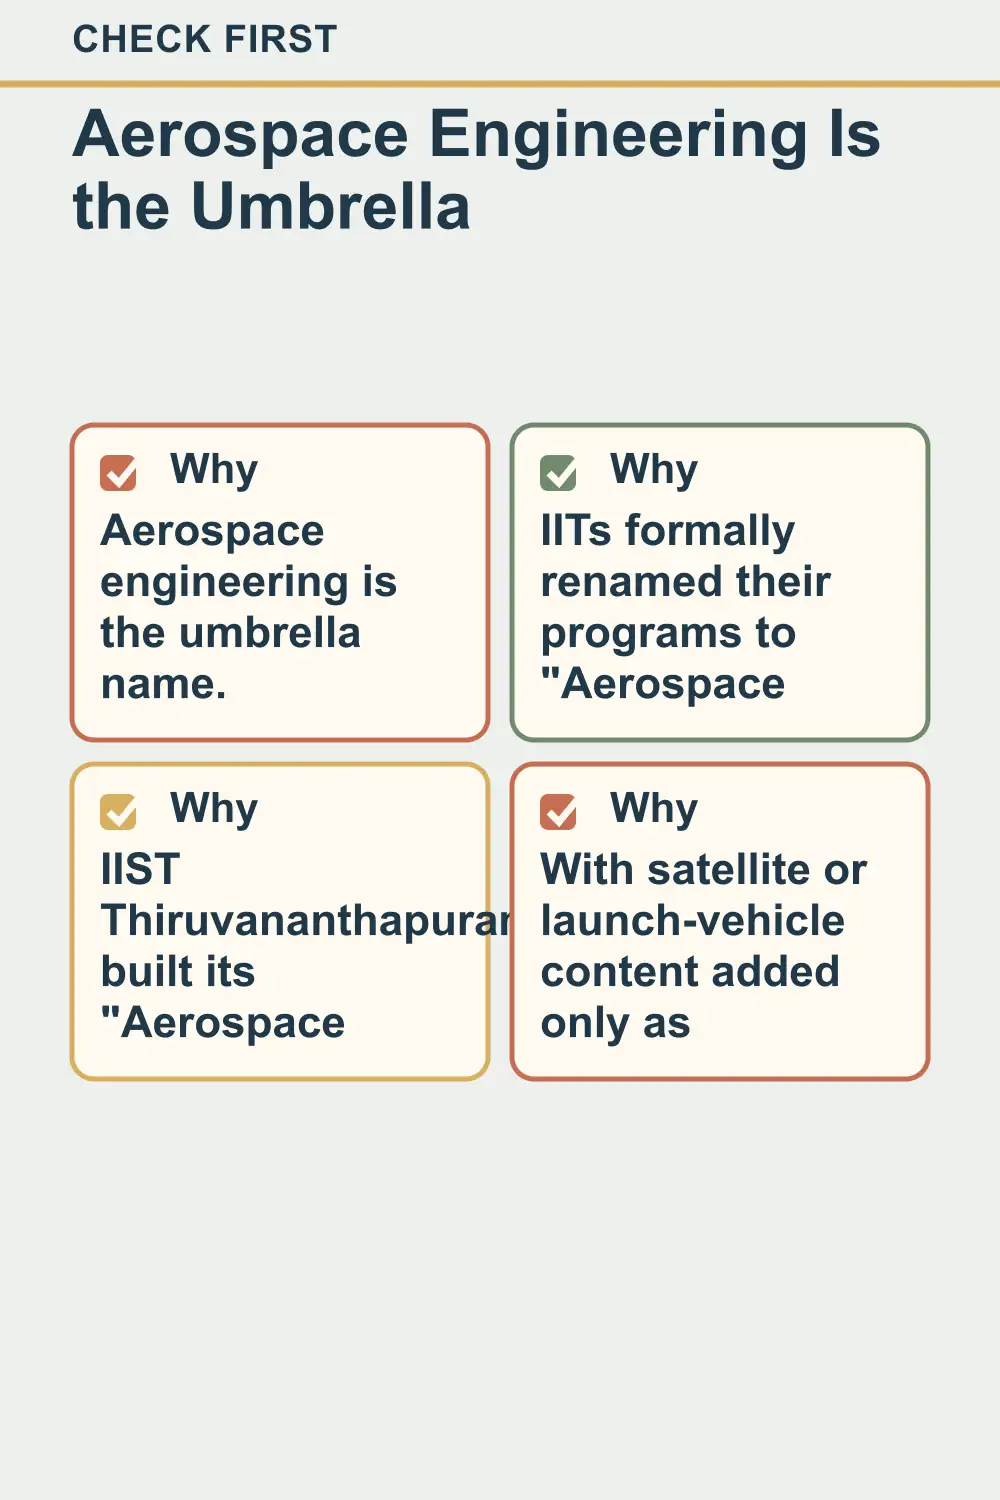 CHECK FIRST
Aerospace Engineering Is
the Umbrella
Why
Aerospace
engineering is
the umbrella
name.
Why
IITs formally
renamed their
programs to
"Aerospace
Why
IIST
Thiruvananthapuram
built its
"Aerospace
Why
With satellite or
launch-vehicle
content added
only as